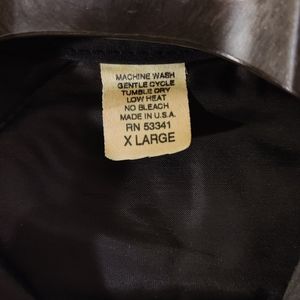 MACHINE WASH
GENTLE CYCLE
TUMBLE DRY
LOW HEAT
NO BLEACH
MADE IN U.S.A.
RN 53341
X LARGE